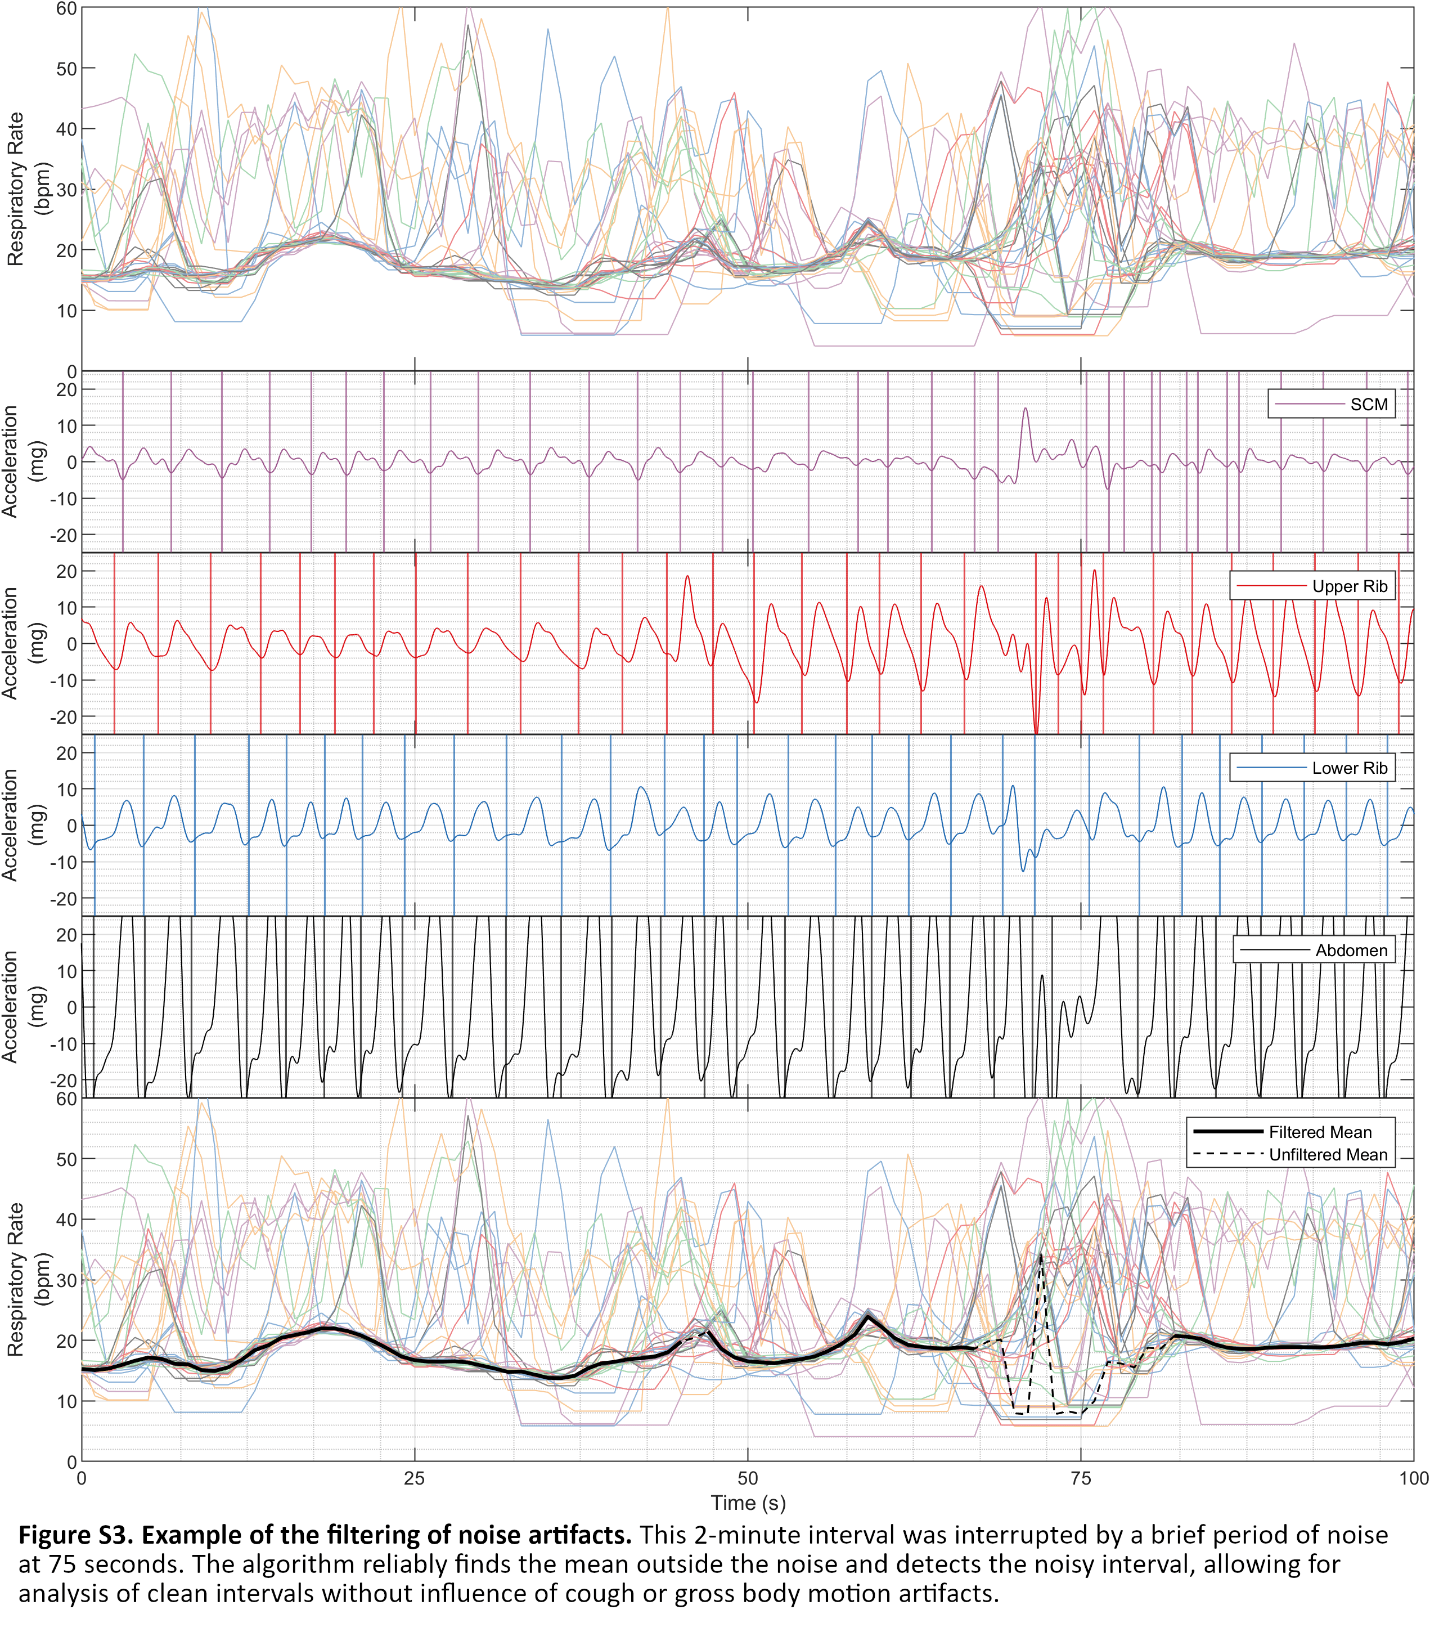 60
50
40
30
20
10
0
Respiratory Rate
(bpm)
20
10
0
-10
-20
Acceleration
(mg)
SCM
20
10
0
-10
-20
Acceleration
(mg)
Upper Rib
20
10
0
-10
-20
Acceleration
(mg)
Lower Rib
20
10
0
-10
-20
Acceleration
(mg)
Abdomen
60
50
40
30
20
10
0
Respiratory Rate
(bpm)
Filtered Mean
Unfiltered Mean
0 25 50 75 100
Time (s)
Figure S3. Example of the filtering of noise artifacts. This 2-minute interval was interrupted by a brief period of noise
at 75 seconds. The algorithm reliably finds the mean outside the noise and detects the noisy interval, allowing for
analysis of clean intervals without influence of cough or gross body motion artifacts.